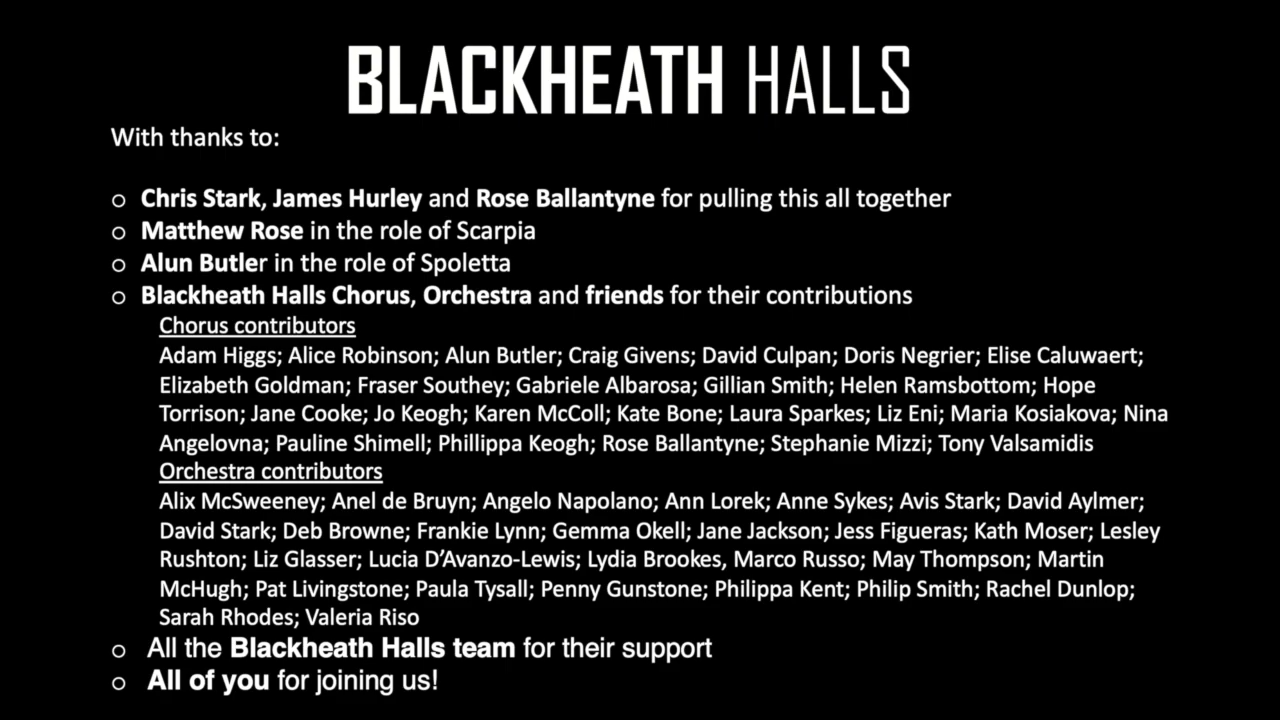 BLACKHEATH HALLS
With thanks to:
o Chris Stark, James Hurley and Rose Ballantyne for pulling this all together
o Matthew Rose in the role of Scarpia
o Alun Butler in the role of Spoletta
o Blackheath Halls Chorus, Orchestra and friends for their contributions
Chorus contributors
Adam Higgs; Alice Robinson; Alun Butler; Craig Givens; David Culpan; Doris Negrier; Elise Caluwaert;
Elizabeth Goldman; Fraser Southey; Gabriele Albarosa; Gillian Smith; Helen Ramsbottom; Hope
Torrison; Jane Cooke; Jo Keogh; Karen McColl; Kate Bone; Laura Sparkes; Liz Eni; Maria Kosiakova; Nina
Angelovna; Pauline Shimell; Phillippa Keogh; Rose Ballantyne; Stephanie Mizzi; Tony Valsamidis
Orchestra contributors
Alix McSweeney; Anel de Bruyn; Angelo Napolano; Ann Lorek; Anne Sykes; Avis Stark; David Aylmer;
David Stark; Deb Browne; Frankie Lynn; Gemma Okell; Jane Jackson; Jess Figueras; Kath Moser; Lesley
Rushton; Liz Glasser; Lucia D’Avanzo-Lewis; Lydia Brookes, Marco Russo; May Thompson; Martin
McHugh; Pat Livingstone; Paula Tysall; Penny Gunstone; Philippa Kent; Philip Smith; Rachel Dunlop;
Sarah Rhodes; Valeria Riso
o All the Blackheath Halls team for their support
o All of you for joining us!